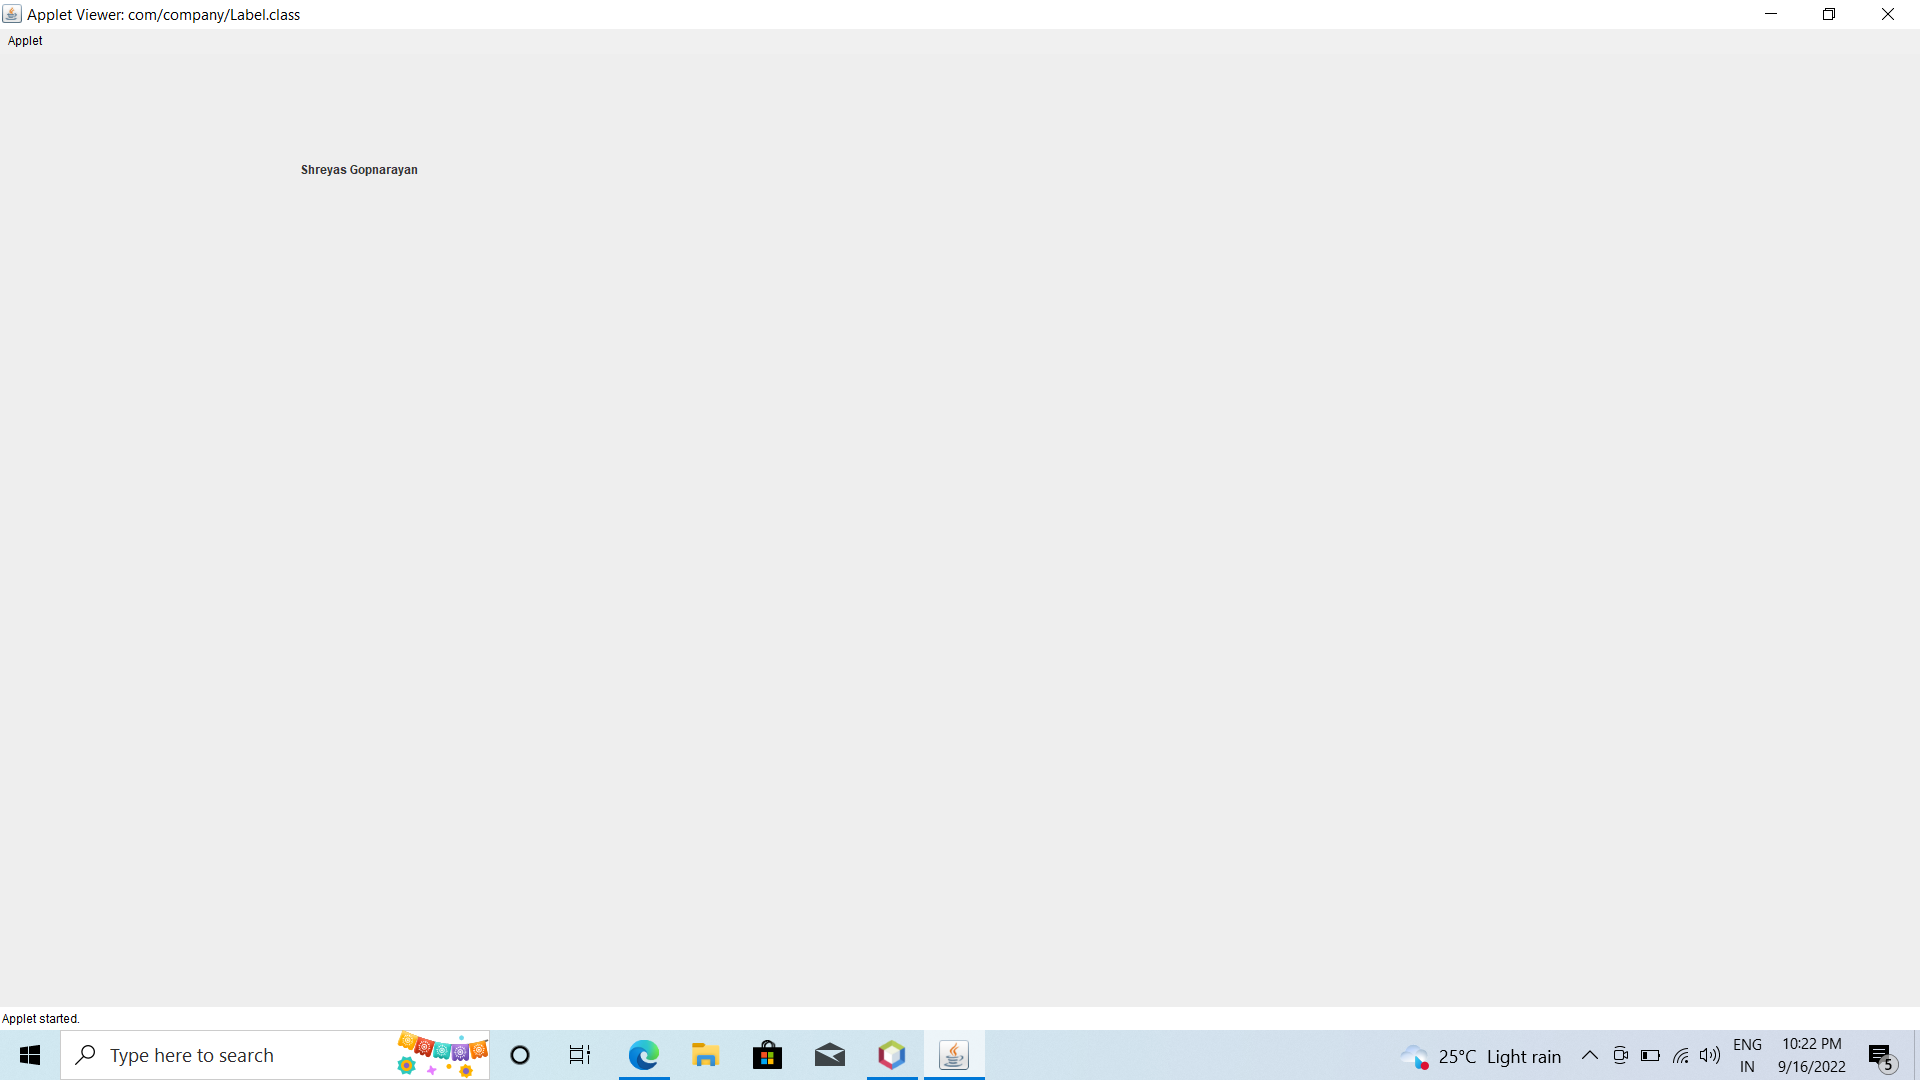 Applet Viewer: com/company/Label.class
Applet
Shreyas Gopnarayan
Applet started.
Type here to search
25°C Light rain
ENG
IN
10:22 PM
9/16/2022
5